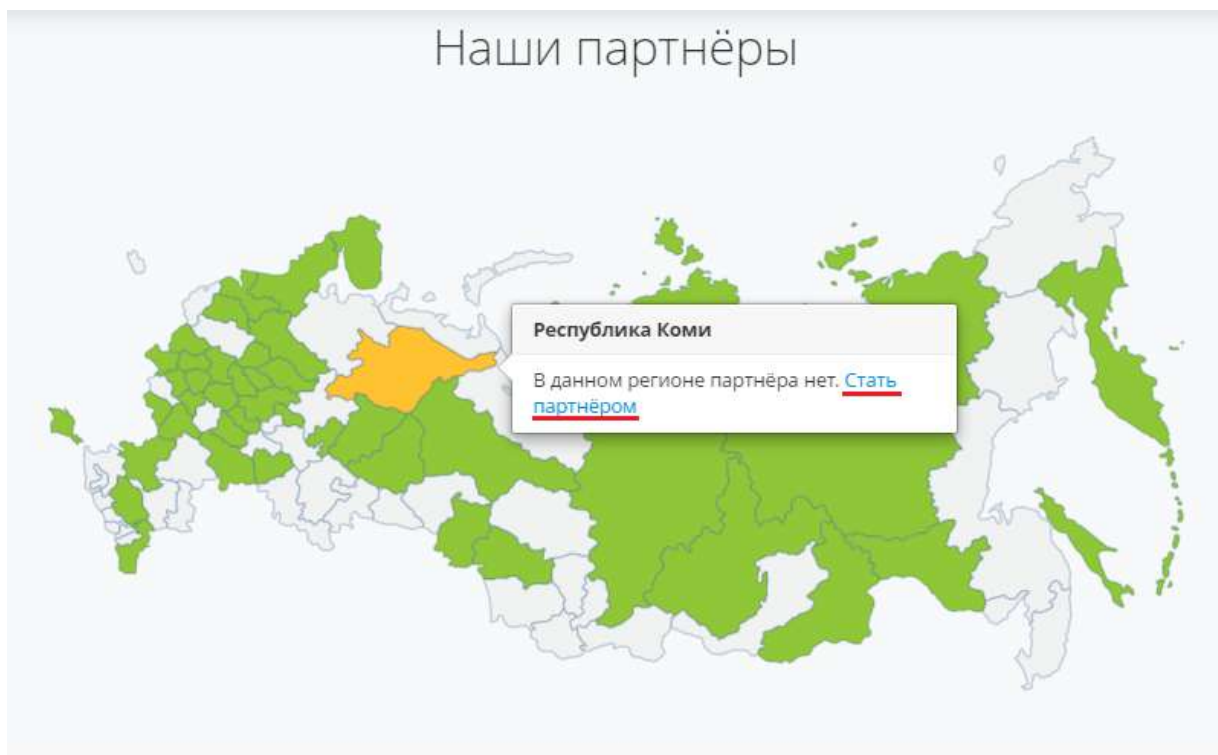 Наши партнёры
Республика Коми
В данном регионе партнёра нет. Стать
партнёром